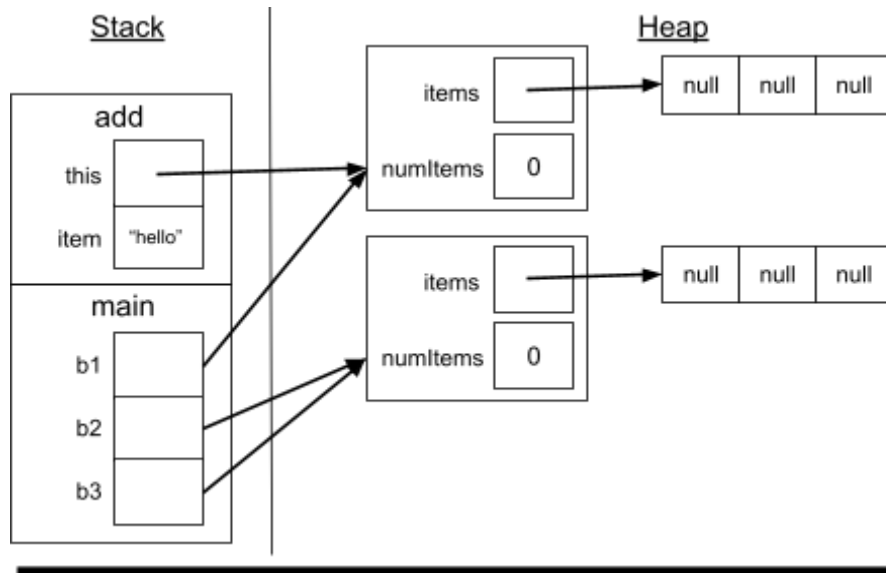 Stack
Heap
add
this
item "hello"
main
b1
b2
b3
items
numItems 0
null null null
items
numItems 0
null null null